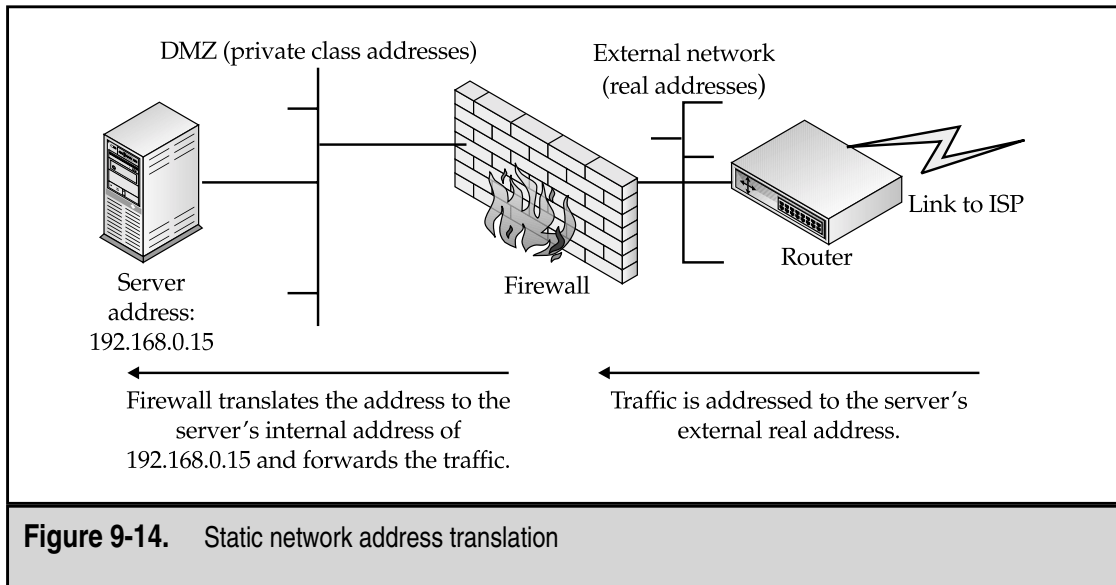 DMZ (private class addresses)
External network
(real addresses)
Link to ISP
Router
Firewall
Server
address:
192.168.0.15
Firewall translates the address to the
server's internal address of
192.168.0.15 and forwards the traffic.
Traffic is addressed to the server's
external real address.
Figure 9-14. Static network address translation